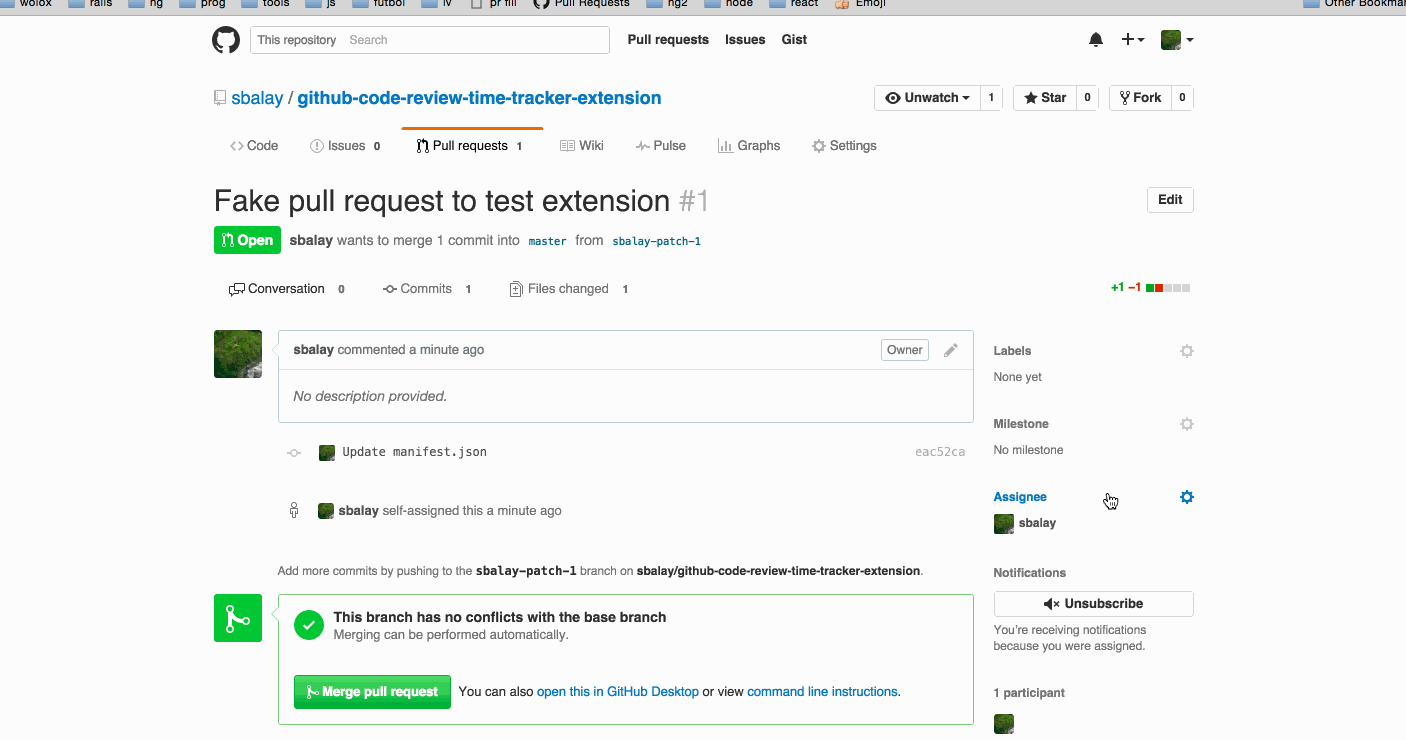 wolox rails ng prog tools js futbol iv pr fill Pull Requests ng2 node react Emoji Other Bookmar
This repository Search Pull requests Issues Gist
sbalay / github-code-review-time-tracker-extension Unwatch 1 Star 0 Fork 0
Code Issues 0 Pull requests 1 Wiki Pulse Graphs Settings
Fake pull request to test extension #1 Edit
Open sbalay wants to merge 1 commit into master from sbalay-patch-1
Conversation 0 Commits 1 Files changed 1 +1 −1
sbalay commented a minute ago Owner
No description provided.
Update manifest.json eac52ca
sbalay self-assigned this a minute ago
Add more commits by pushing to the sbalay-patch-1 branch on sbalay/github-code-review-time-tracker-extension.
This branch has no conflicts with the base branch
Merging can be performed automatically.
Merge pull request You can also open this in GitHub Desktop or view command line instructions.
Labels
None yet
Milestone
No milestone
Assignee
sbalay
Notifications
Unsubscribe
You're receiving notifications
because you were assigned.
1 participant